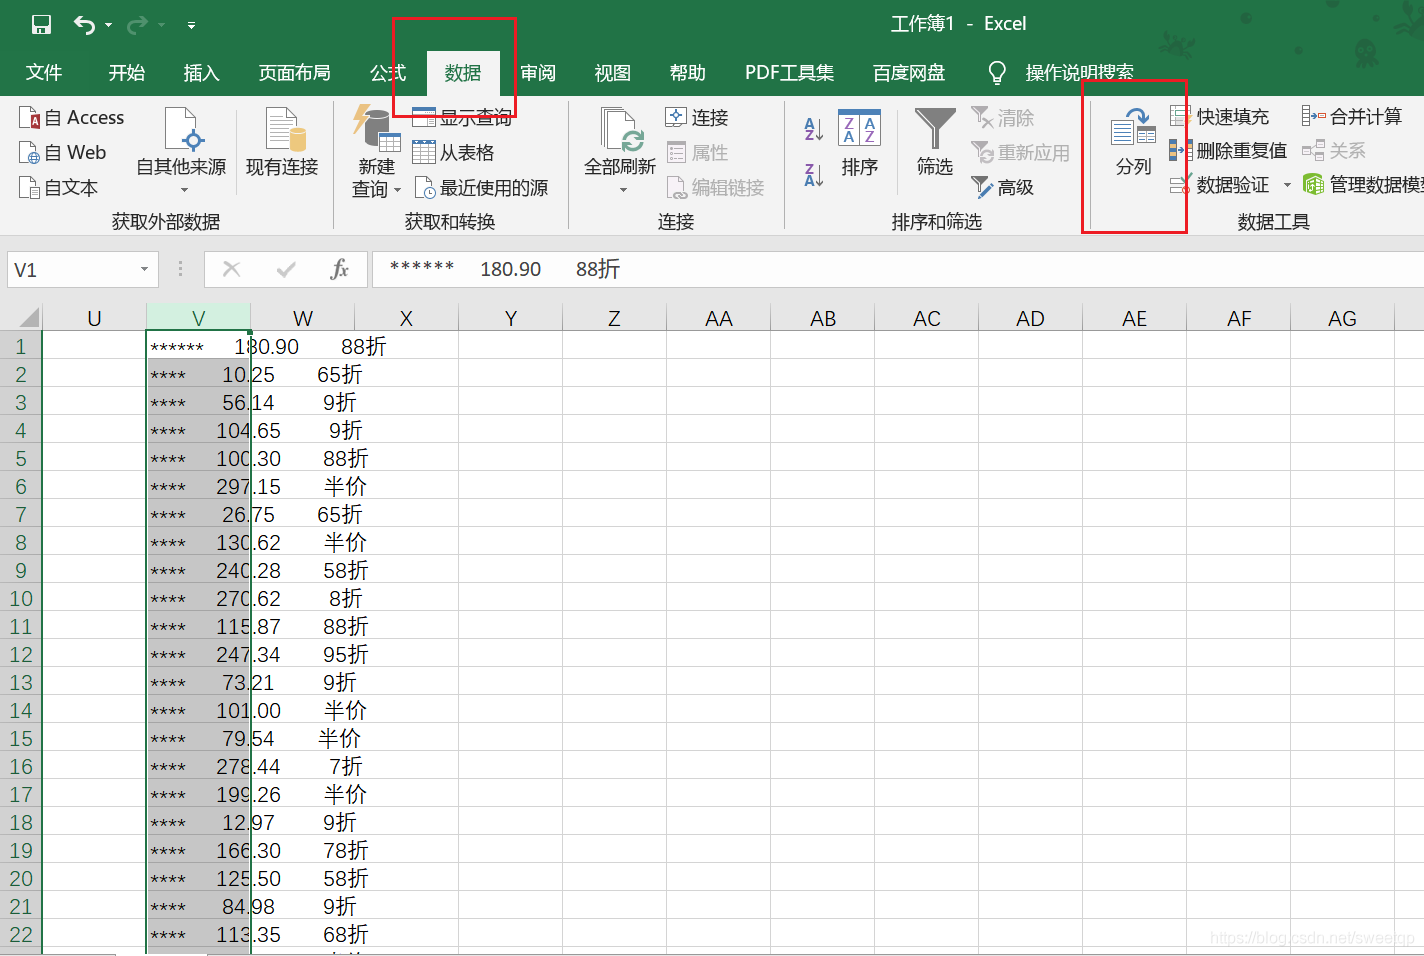 工作簿1 - Excel
文件 开始 插入 页面布局 公式 数据 审阅 视图 帮助 PDF工具集 百度网盘 操作说明搜索
自 Access
自 Web
自文本
自其他来源
现有连接
获取外部数据
新建
查询
显示查询
从表格
最近使用的源
获取和转换
全部刷新
连接
属性
编辑链接
连接
排序
筛选
清除
重新应用
高级
排序和筛选
分列
快速填充
删除重复值
数据验证
合并计算
关系
管理数据模
数据工具
V1 fx ****** 180.90 88折
U V W X Y Z AA AB AC AD AE AF AG
1 ****** 180.90 88折
2 **** 10.25 65折
3 **** 56.14 9折
4 **** 104.65 9折
5 **** 100.30 88折
6 **** 297.15 半价
7 **** 26.75 65折
8 **** 130.62 半价
9 **** 240.28 58折
10 **** 270.62 8折
11 **** 115.87 88折
12 **** 247.34 95折
13 **** 73.21 9折
14 **** 101.00 半价
15 **** 79.54 半价
16 **** 278.44 7折
17 **** 199.26 半价
18 **** 12.97 9折
19 **** 166.30 78折
20 **** 125.50 58折
21 **** 84.98 9折
22 **** 113.35 68折
https://blog.csdn.net/sweetgp